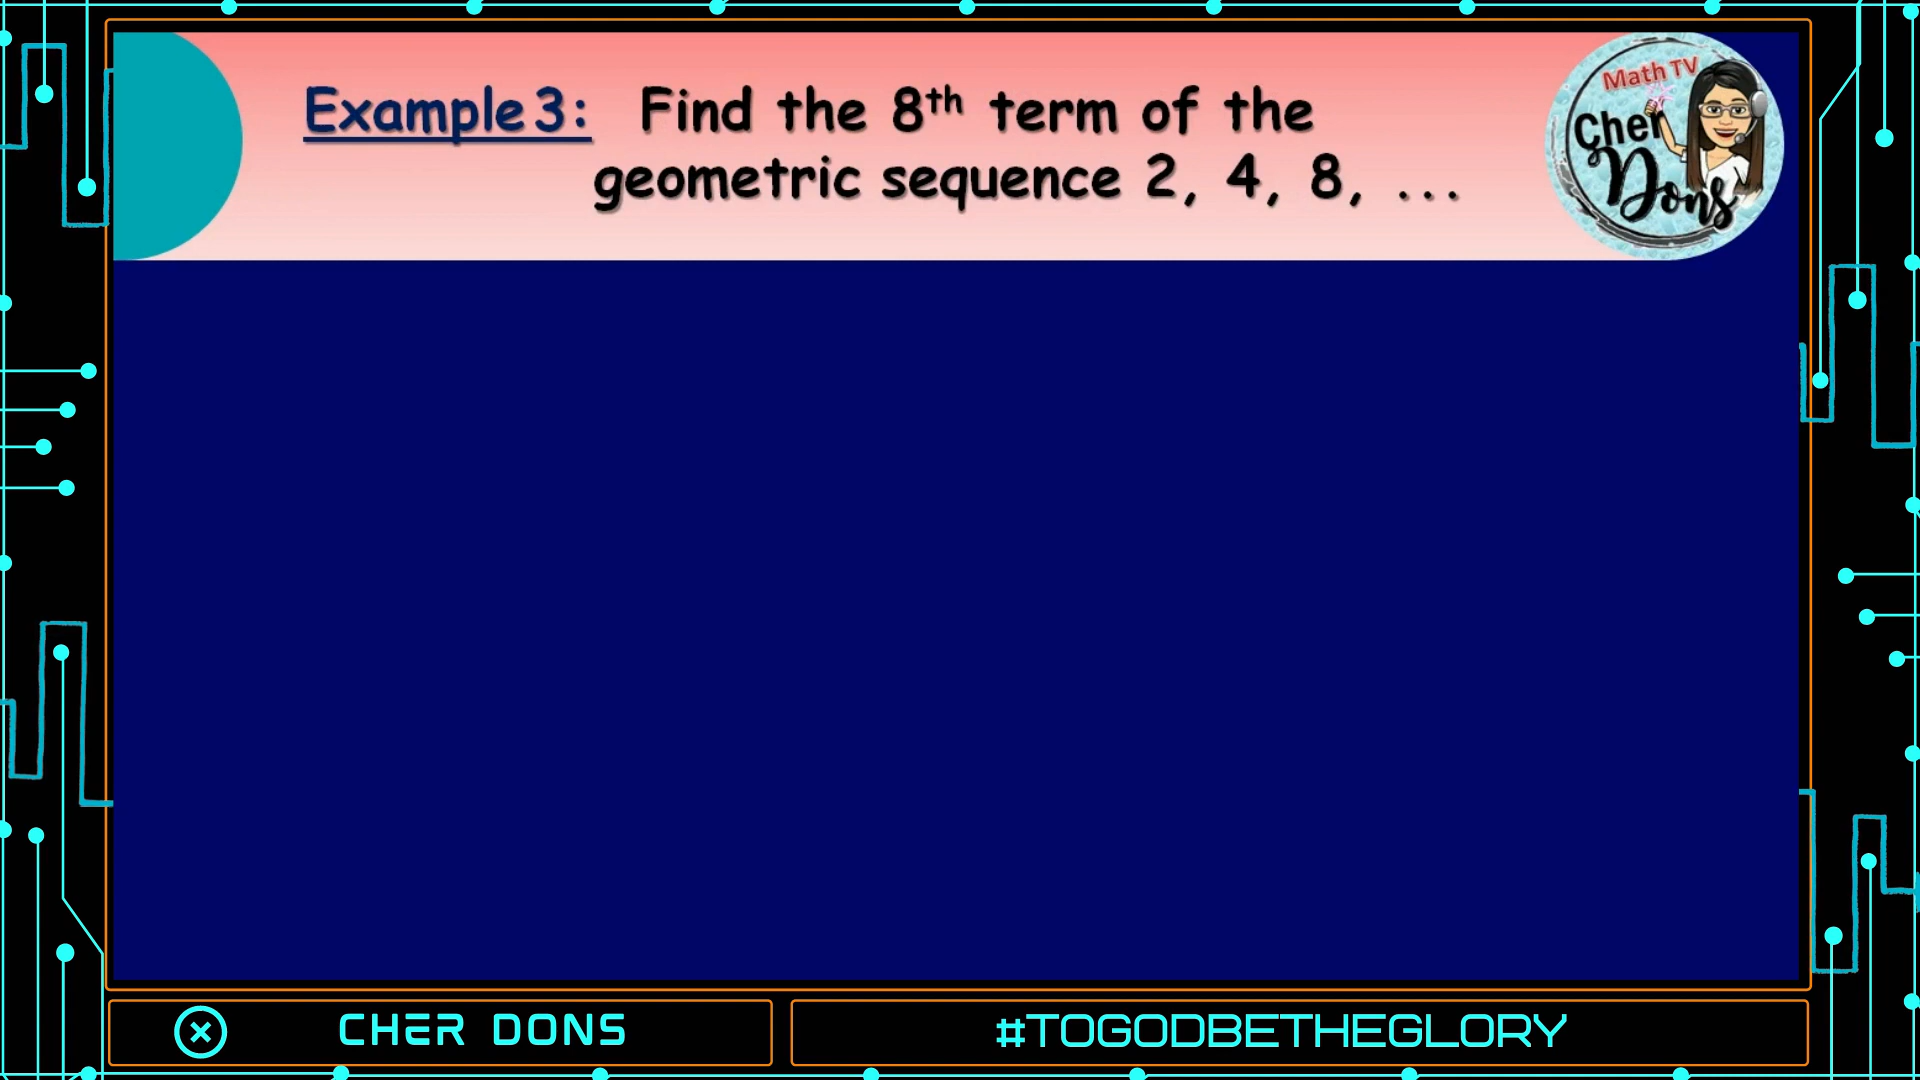 Example 3: Find the 8th term of the
geometric sequence 2, 4, 8, ...
Math TV
Cher
Dons
CHER DONS
#TOGODBETHEGLORY